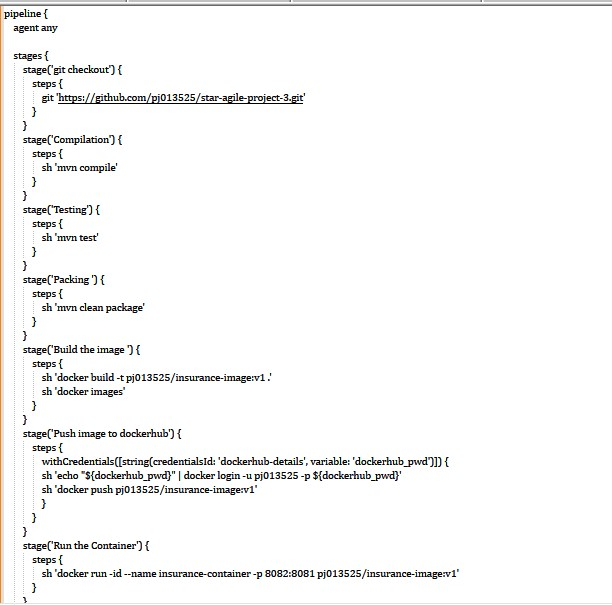 pipeline {
agent any
stages {
stage('git checkout') {
steps {
git 'https://github.com/pj013525/star-agile-project-3.git'
}
}
stage('Compilation') {
steps {
sh 'mvn compile'
}
}
stage('Testing') {
steps {
sh 'mvn test'
}
}
stage('Packing ') {
steps {
sh 'mvn clean package'
}
}
stage('Build the image ') {
steps {
sh 'docker build -t pj013525/insurance-image:v1 .'
sh 'docker images'
}
}
stage('Push image to dockerhub') {
steps {
withCredentials([string(credentialsId: 'dockerhub-details', variable: 'dockerhub_pwd')]) {
sh 'echo "${dockerhub_pwd}" | docker login -u pj013525 -p ${dockerhub_pwd}'
sh 'docker push pj013525/insurance-image:v1'
}
}
}
stage('Run the Container') {
steps {
sh 'docker run -id --name insurance-container -p 8082:8081 pj013525/insurance-image:v1'
}
}